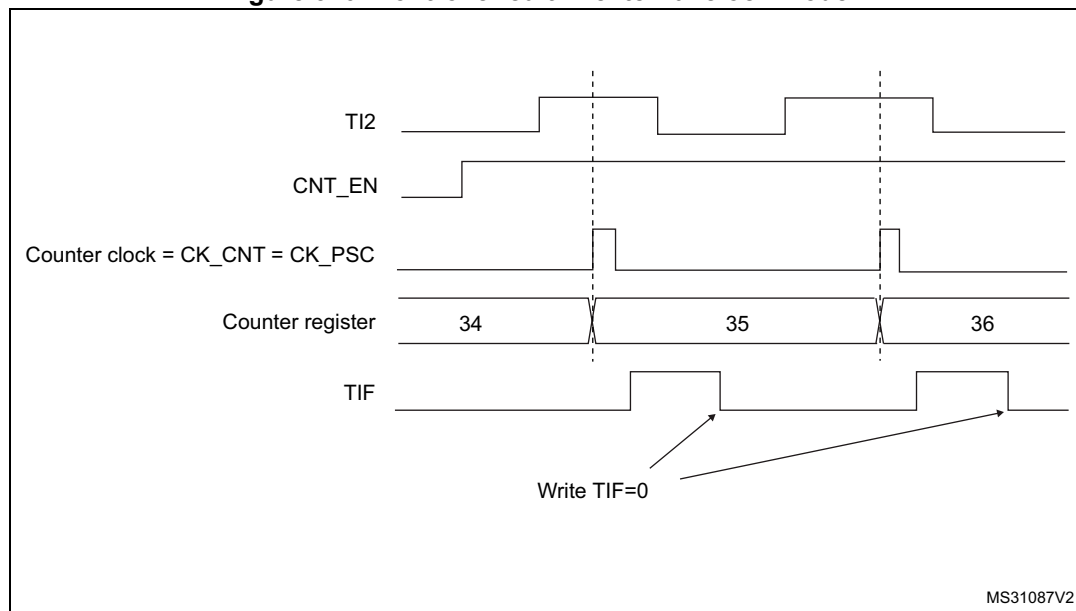 TI2
CNT_EN
Counter clock = CK_CNT = CK_PSC
Counter register
34
35
36
TIF
Write TIF=0
MS31087V2